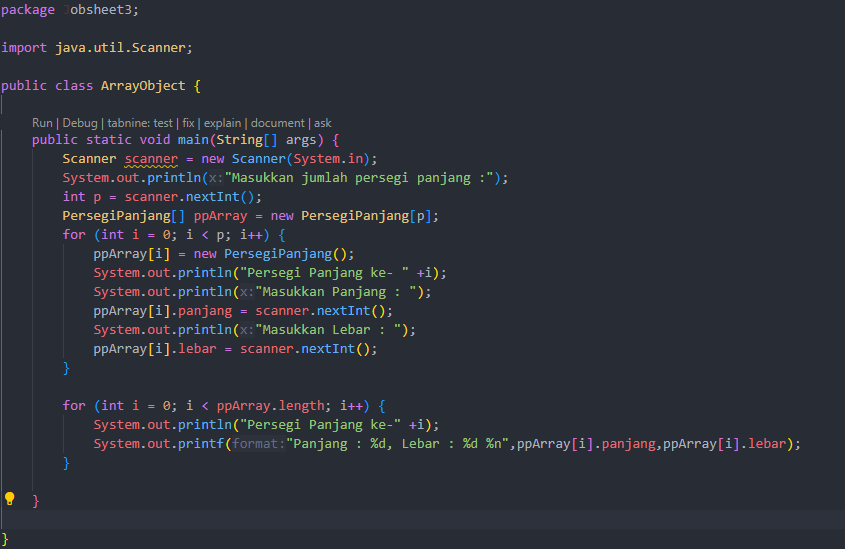 package Jobsheet3;
import java.util.Scanner;
public class ArrayObject {
Run | Debug | tabnine: test | fix | explain | document | ask
public static void main(String[] args) {
Scanner scanner = new Scanner(System.in);
System.out.println(x:"Masukkan jumlah persegi panjang :");
int p = scanner.nextInt();
PersegiPanjang[] ppArray = new PersegiPanjang[p];
for (int i = 0; i < p; i++) {
ppArray[i] = new PersegiPanjang();
System.out.println("Persegi Panjang ke- " +i);
System.out.println(x:"Masukkan Panjang : ");
ppArray[i].panjang = scanner.nextInt();
System.out.println(x:"Masukkan Lebar : ");
ppArray[i].lebar = scanner.nextInt();
}
for (int i = 0; i < ppArray.length; i++) {
System.out.println("Persegi Panjang ke-" +i);
System.out.printf(format:"Panjang : %d, Lebar : %d %n",ppArray[i].panjang,ppArray[i].lebar);
}
}
}